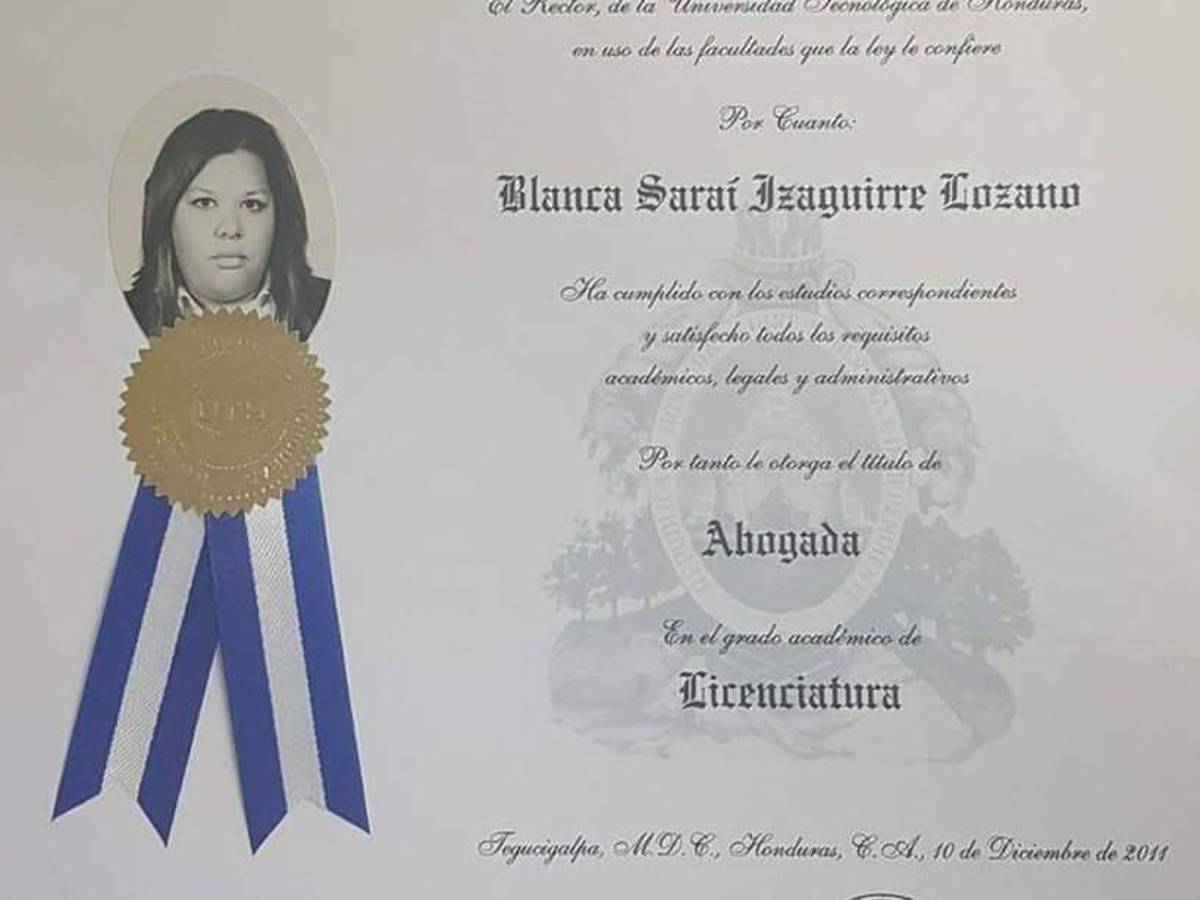 El Rector, de la Universidad Tecnológica de Honduras,
en uso de las facultades que la ley le confiere
Por Cuanto:
Blanca Saraí Izaguirre Lozano
Ha cumplido con los estudios correspondientes
y satisfecho todos los requisitos
académicos, legales y administrativos
Por tanto le otorga el título de
Abogada
En el grado académico de
Licenciatura
Tegucigalpa, M.D.C., Honduras, C.A., 10 de Diciembre de 2011